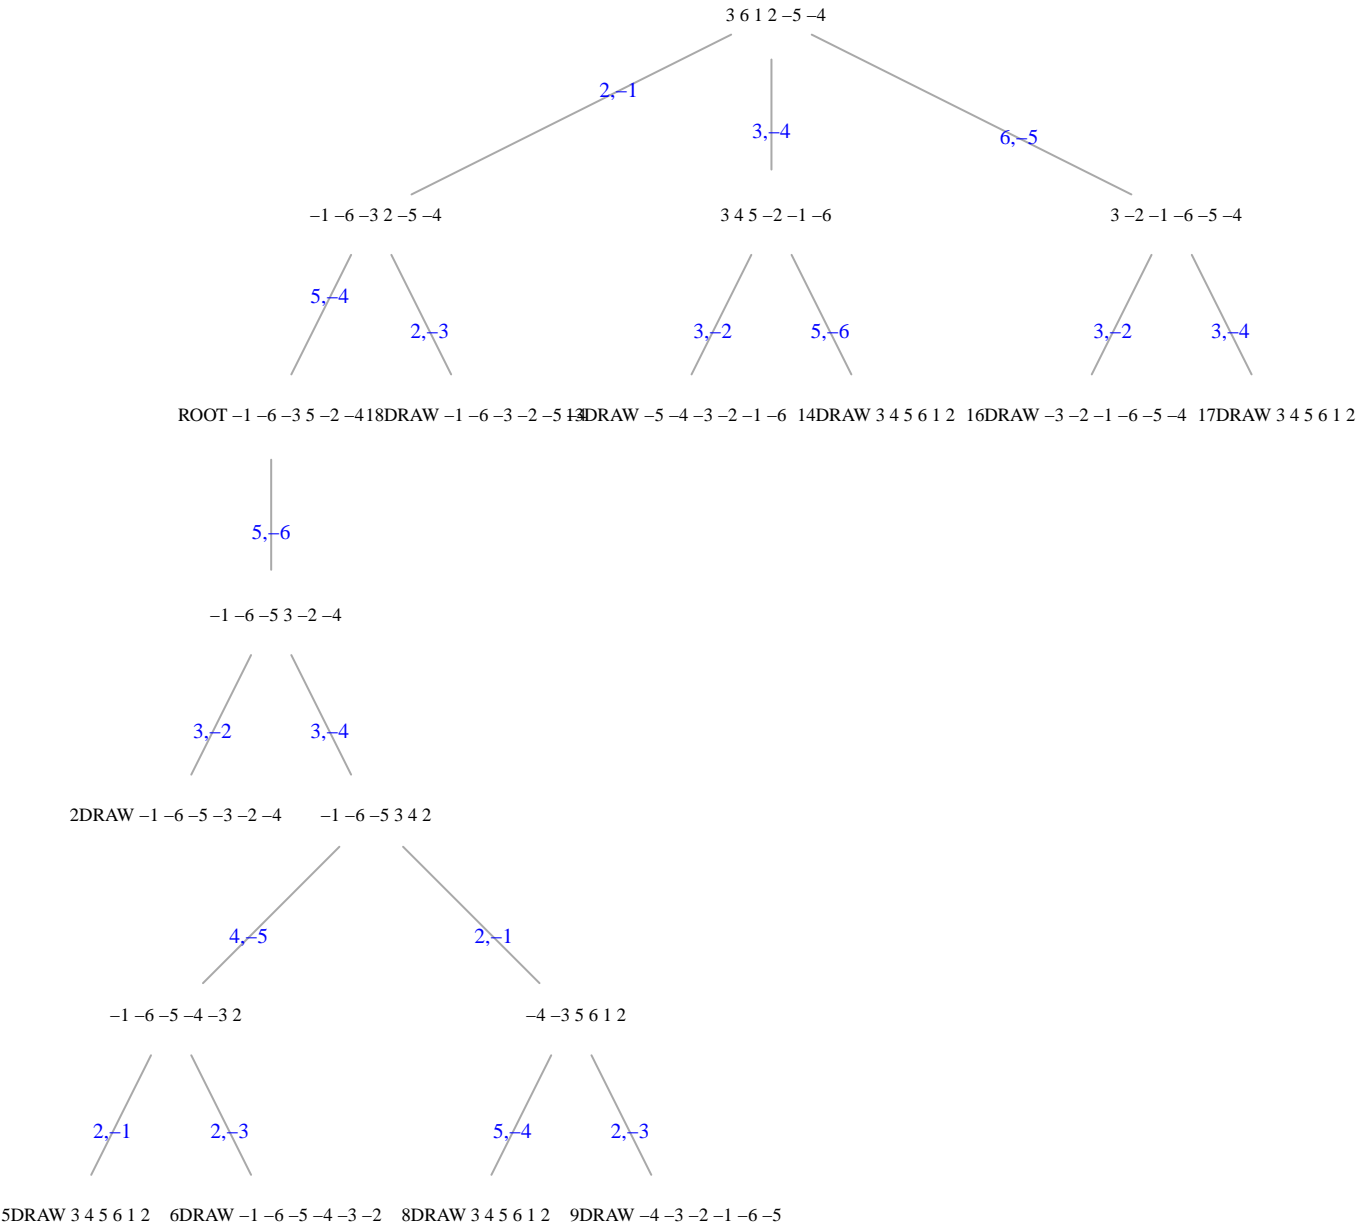 3 6 1 2 –5 –4
2,–1
3,–4
6,–5
–1 –6 –3 2 –5 –4
3 4 5 –2 –1 –6
3 –2 –1 –6 –5 –4
5,–4
2,–3
3,–2
5,–6
3,–2
3,–4
ROOT –1 –6 –3 5 –2 –4
18DRAW –1 –6 –3 –2 –5 –4
13DRAW –5 –4 –3 –2 –1 –6
14DRAW 3 4 5 6 1 2
16DRAW –3 –2 –1 –6 –5 –4
17DRAW 3 4 5 6 1 2
5,–6
–1 –6 –5 3 –2 –4
3,–2
3,–4
2DRAW –1 –6 –5 –3 –2 –4
–1 –6 –5 3 4 2
4,–5
2,–1
–1 –6 –5 –4 –3 2
–4 –3 5 6 1 2
2,–1
2,–3
5,–4
2,–3
5DRAW 3 4 5 6 1 2
6DRAW –1 –6 –5 –4 –3 –2
8DRAW 3 4 5 6 1 2
9DRAW –4 –3 –2 –1 –6 –5